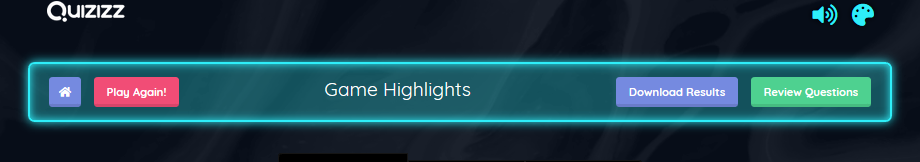 Quizizz
Play Again!
Game Highlights
Download Results
Review Questions